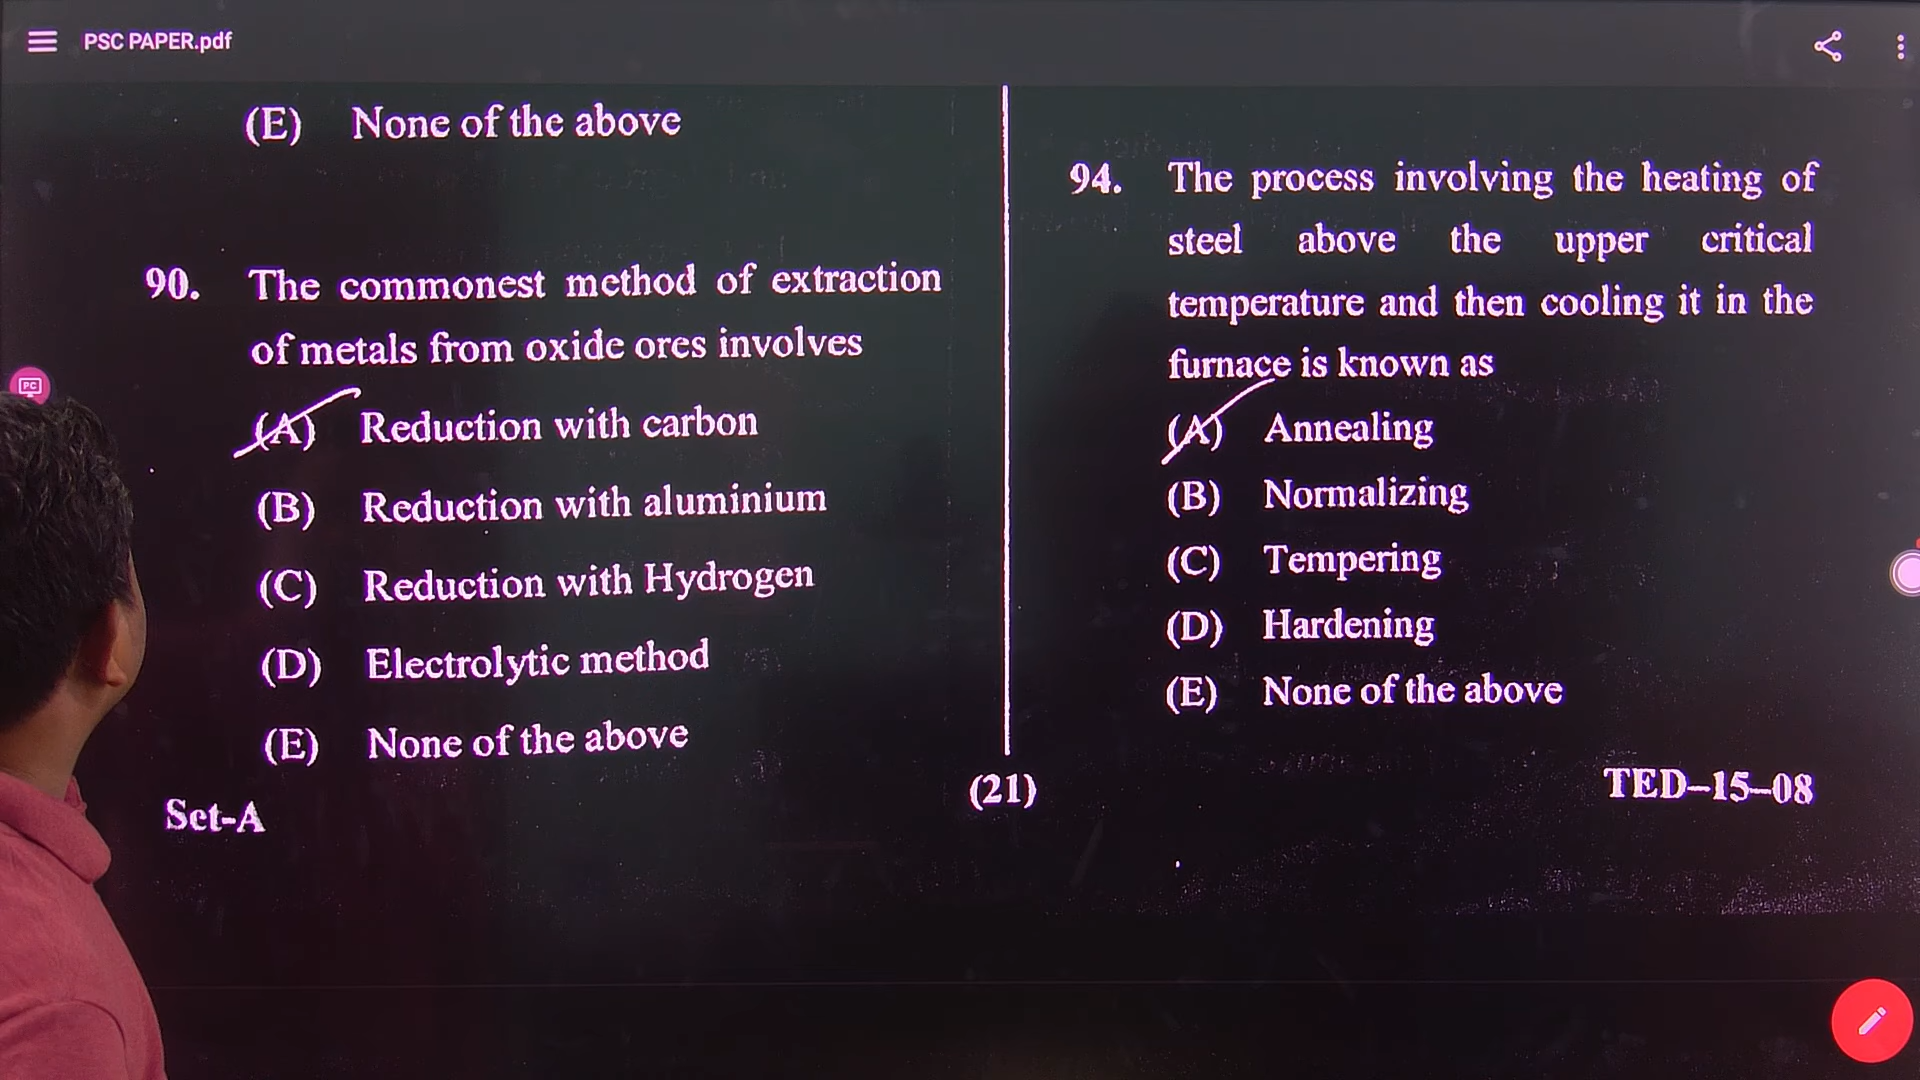 PSC PAPER.pdf
(E) None of the above
90. The commonest method of extraction
of metals from oxide ores involves
(A) Reduction with carbon
(B) Reduction with aluminium
(C) Reduction with Hydrogen
(D) Electrolytic method
(E) None of the above
Set-A
(21)
94. The process involving the heating of
steel above the upper critical
temperature and then cooling it in the
furnace is known as
(A) Annealing
(B) Normalizing
(C) Tempering
(D) Hardening
(E) None of the above
TED–15–08
PC